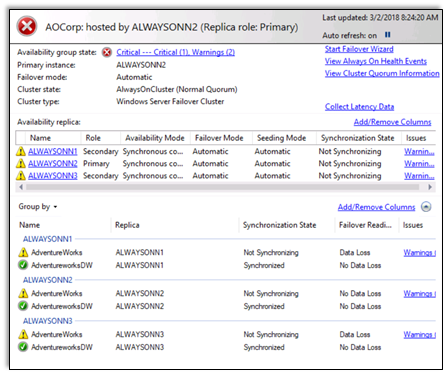 AOCorp: hosted by ALWAYSONN2 (Replica role: Primary)
Last updated: 3/2/2018 8:24:20 AM
Auto refresh: on
Availability group state: Critical --- Critical (1), Warnings (2)
Start Failover Wizard
Primary instance: ALWAYSONN2
View Always On Health Events
Failover mode: Automatic
View Cluster Quorum Information
Cluster state: AlwaysOnCluster (Normal Quorum)
Cluster type: Windows Server Failover Cluster
Collect Latency Data
Availability replica:
Add/Remove Columns
Name Role Availability Mode Failover Mode Seeding Mode Synchronization State Issues
ALWAYSONN1 Secondary Synchronous co... Automatic Automatic Not Synchronizing Warnin...
ALWAYSONN2 Primary Synchronous co... Automatic Automatic Not Synchronizing Warnin...
ALWAYSONN3 Secondary Synchronous co... Automatic Automatic Not Synchronizing Warnin...
Group by
Add/Remove Columns
Name Replica Synchronization State Failover Readi... Issues
ALWAYSONN1
AdventureWorks ALWAYSONN1 Not Synchronizing Data Loss Warnings
AdventureworksDW ALWAYSONN1 Synchronized No Data Loss
ALWAYSONN2
AdventureWorks ALWAYSONN2 Not Synchronizing Data Loss Warnings
AdventureworksDW ALWAYSONN2 Synchronized No Data Loss
ALWAYSONN3
AdventureWorks ALWAYSONN3 Not Synchronizing Data Loss Warnings
AdventureworksDW ALWAYSONN3 Synchronized No Data Loss